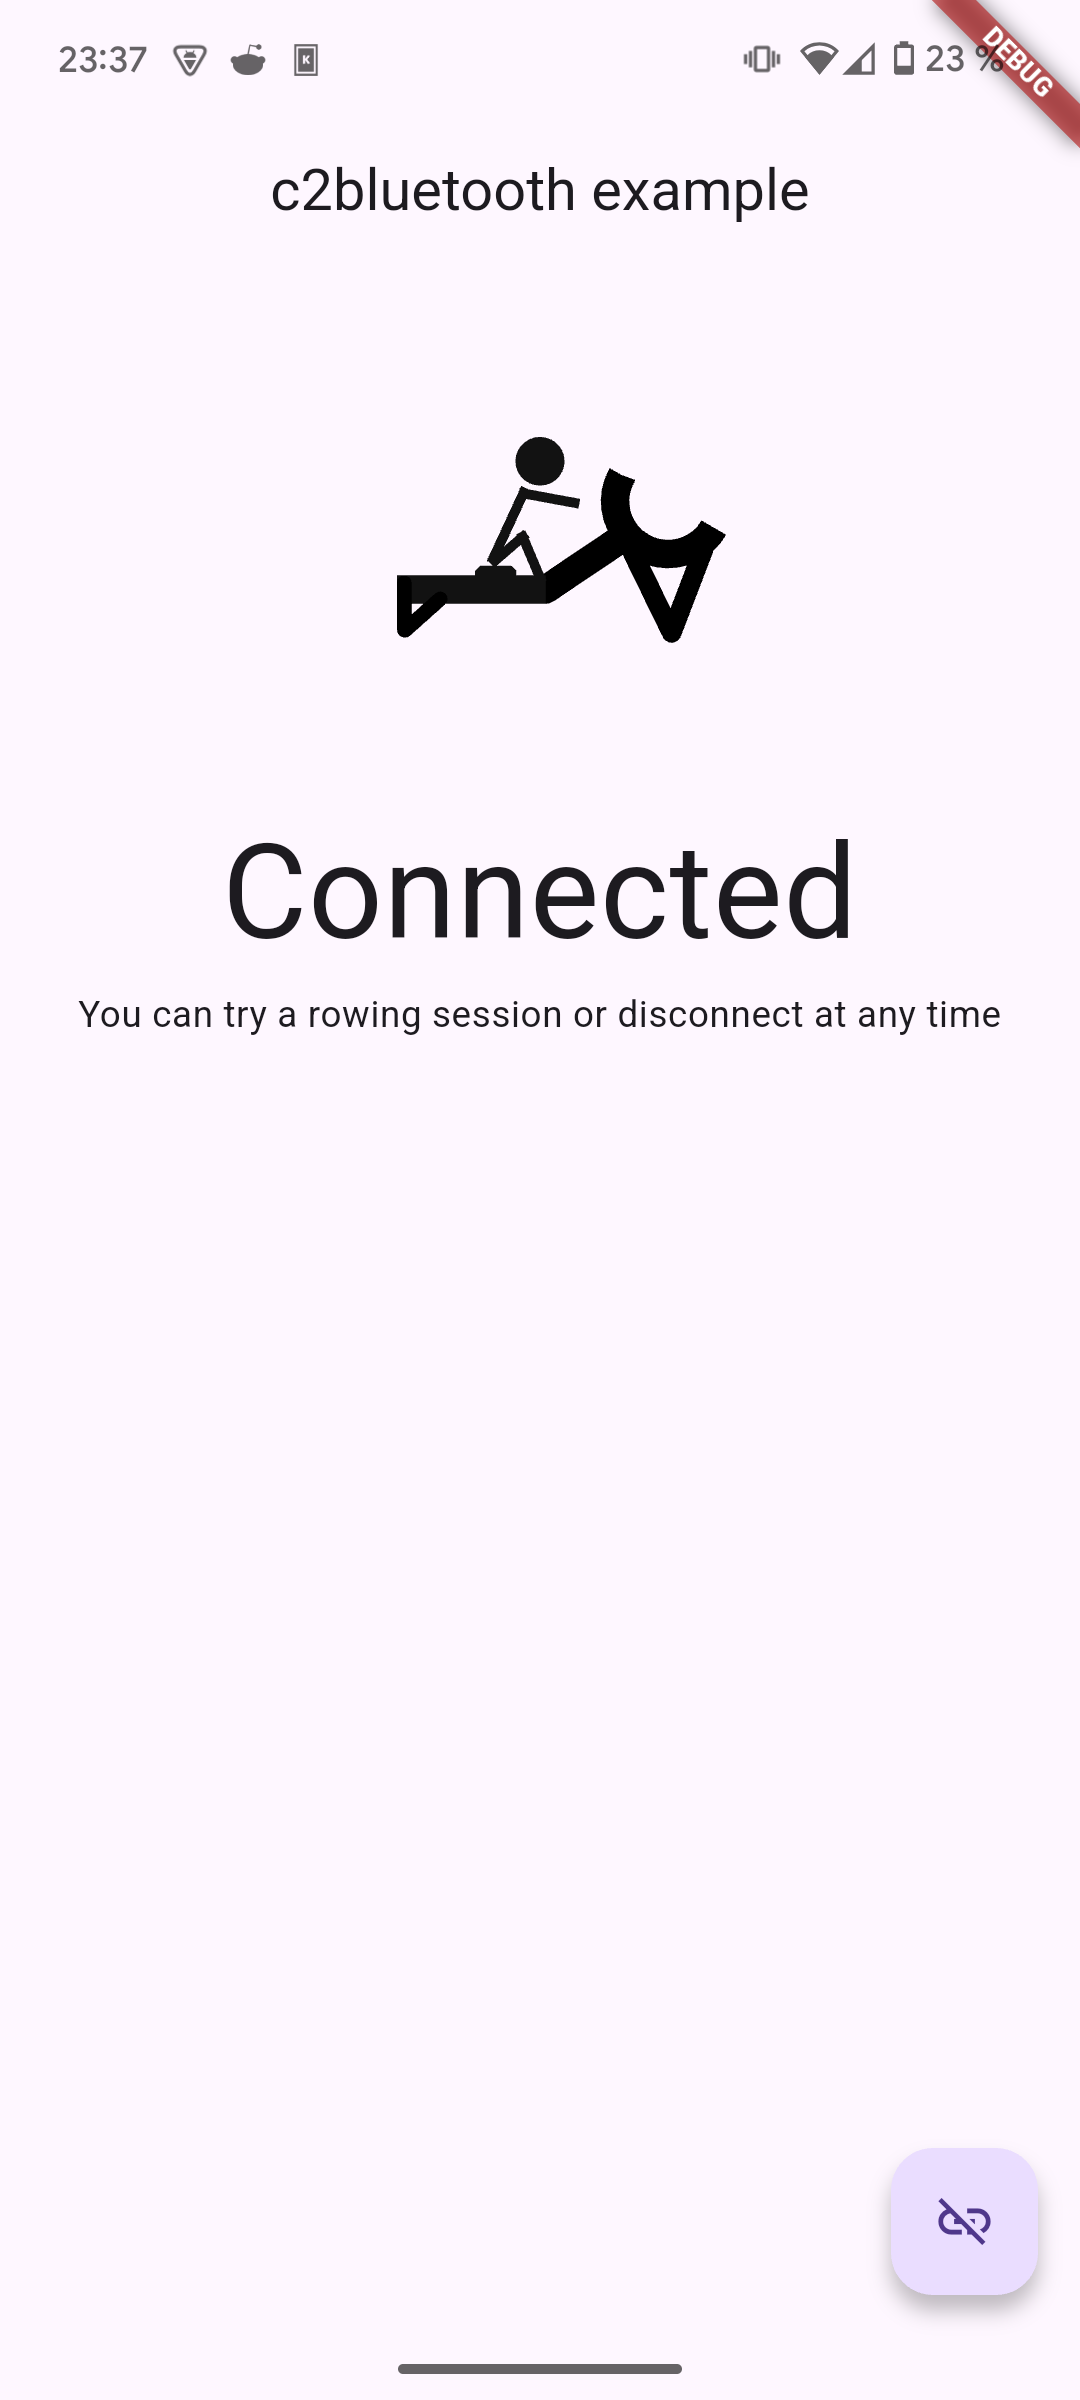 23:37
K
23 %
DEBUG
c2bluetooth example
Connected
You can try a rowing session or disconnect at any time